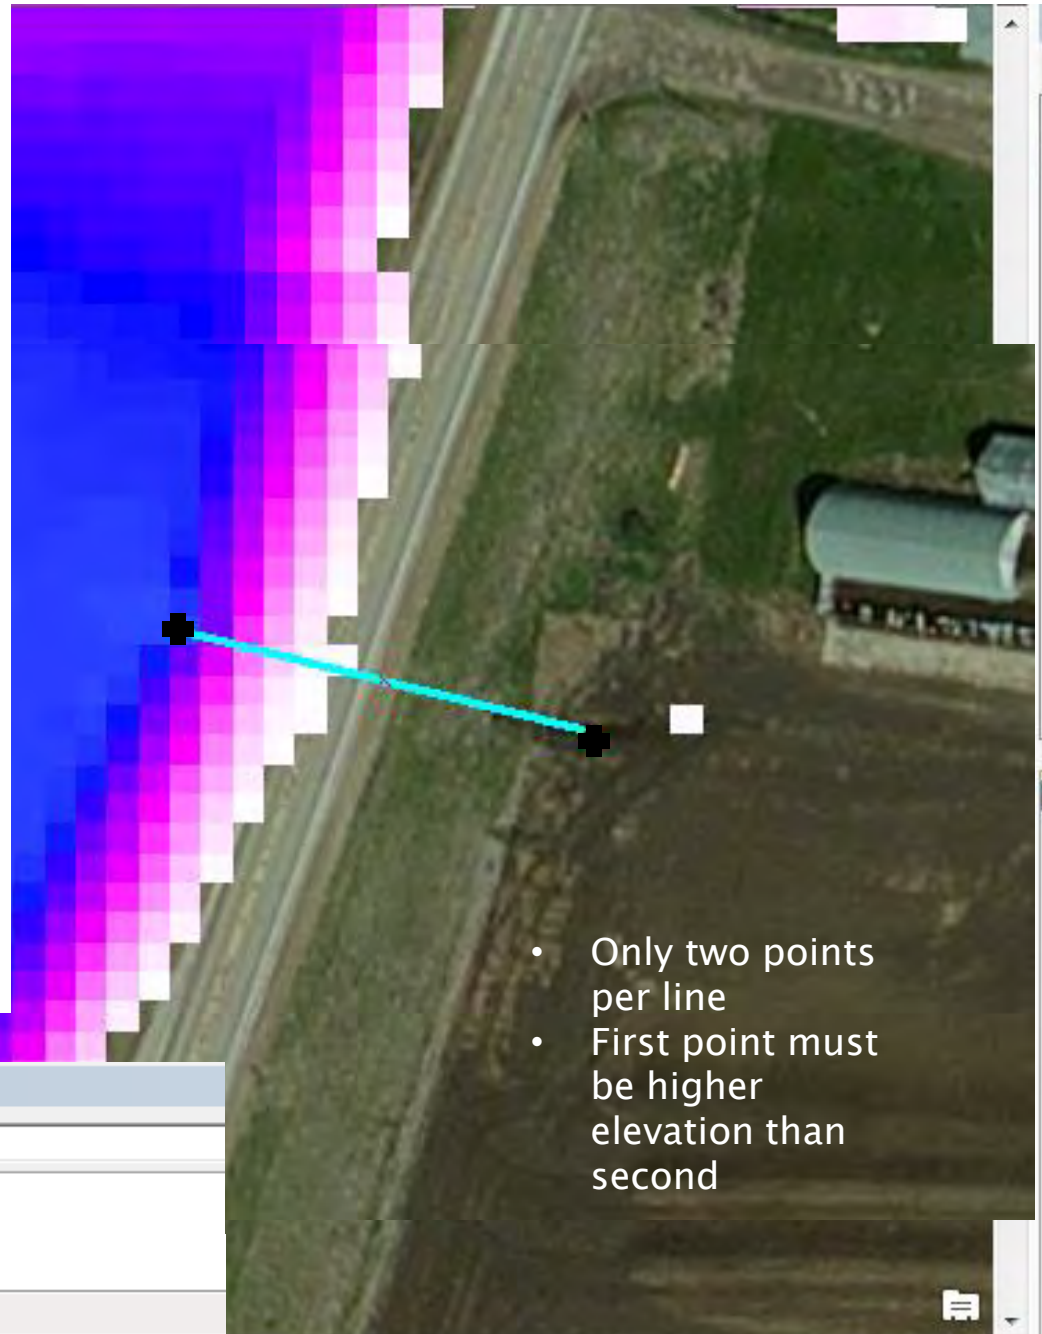 • Only two points
per line
• First point must
be higher
elevation than
second